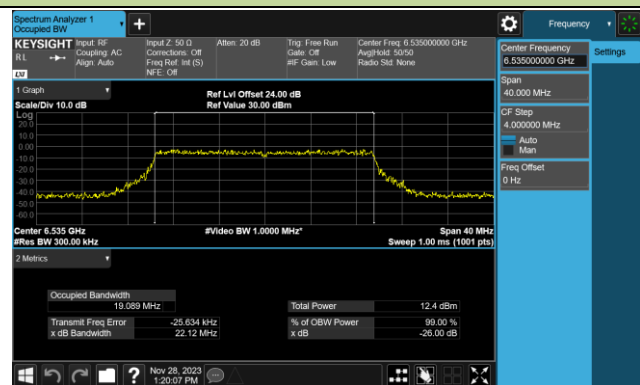 Spectrum Analyzer 1
Occupied BW
Frequency
KEYSIGHT
RL
LXI
Input: RF
Coupling: AC
Align: Auto
Input Z: 50 Ω
Corrections: Off
Freq Ref: Int (S)
NFE: Off
Atten: 20 dB
Trig: Free Run
Gate: Off
#IF Gain: Low
Center Freq: 6.535000000 GHz
Avg|Hold: 50/50
Radio Std: None
Center Frequency
6.535000000 GHz
Settings
Span
40.000 MHz
CF Step
4.000000 MHz
Auto
Man
Freq Offset
0 Hz
1 Graph
Scale/Div 10.0 dB
Ref Lvl Offset 24.00 dB
Ref Value 30.00 dBm
Log
20.0
10.0
0.00
-10.0
-20.0
-30.0
-40.0
-50.0
-60.0
Center 6.535 GHz
#Res BW 300.00 kHz
#Video BW 1.0000 MHz*
Span 40 MHz
Sweep 1.00 ms (1001 pts)
2 Metrics
Occupied Bandwidth
19.089 MHz
Total Power 12.4 dBm
Transmit Freq Error -25.634 kHz
% of OBW Power 99.00 %
x dB Bandwidth 22.12 MHz
x dB -26.00 dB
?
Nov 28, 2023
1:20:07 PM